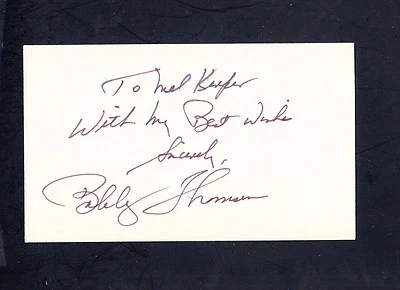 To Mel Keefer
With My Best Wishes
Sincerely,
Bobby Thomson